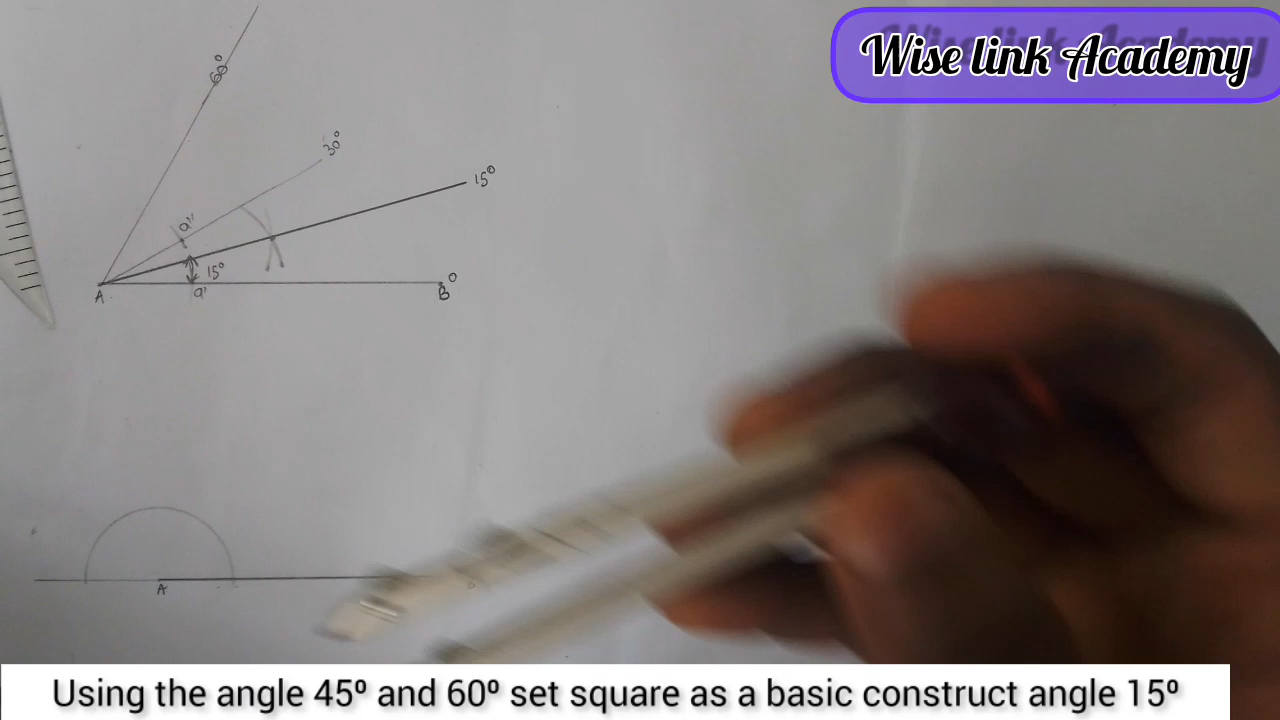 Wise link Academy
60°
30°
15°
a''
15°
A
a'
B
A
Using the angle 45º and 60º set square as a basic construct angle 15º